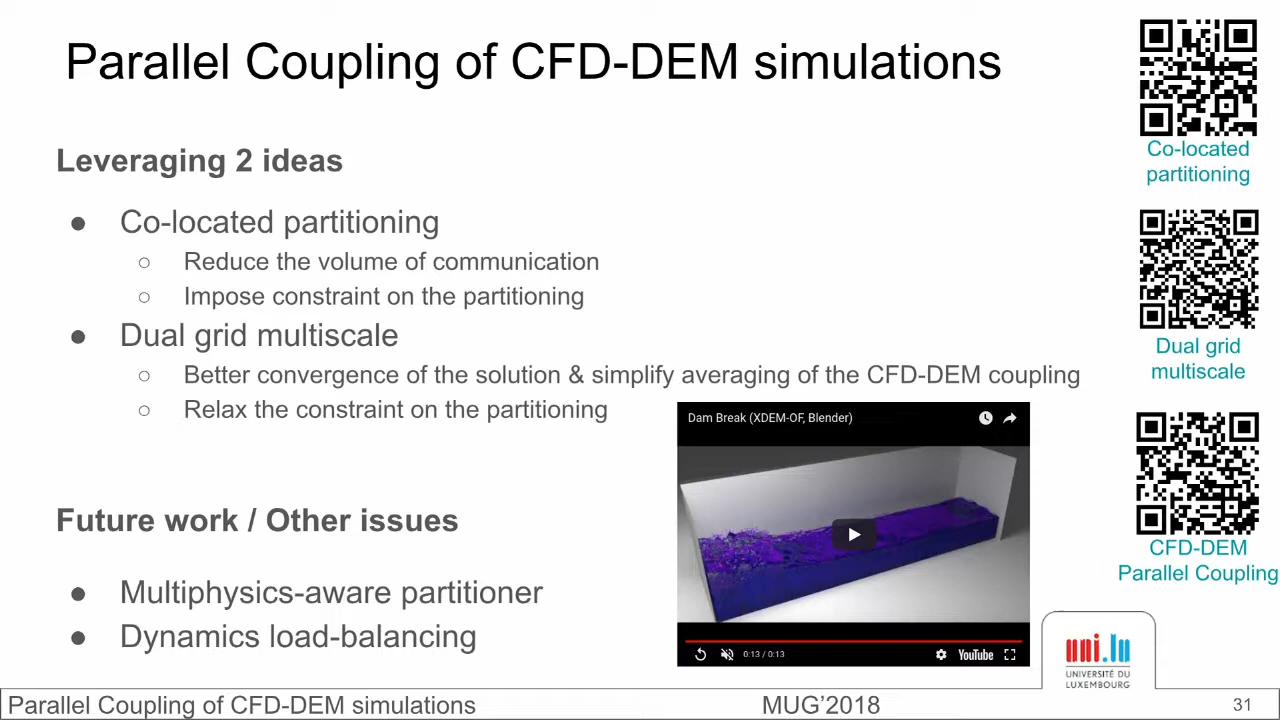 Parallel Coupling of CFD-DEM simulations
Leveraging 2 ideas
● Co-located partitioning
○ Reduce the volume of communication
○ Impose constraint on the partitioning
● Dual grid multiscale
○ Better convergence of the solution & simplify averaging of the CFD-DEM coupling
○ Relax the constraint on the partitioning
Future work / Other issues
● Multiphysics-aware partitioner
● Dynamics load-balancing
Dam Break (XDEM-OF, Blender)
0:13 / 0:13
YouTube
Co-located
partitioning
Dual grid
multiscale
CFD-DEM
Parallel Coupling
uni.lu
UNIVERSITÉ DU
LUXEMBOURG
Parallel Coupling of CFD-DEM simulations
MUG’2018
31